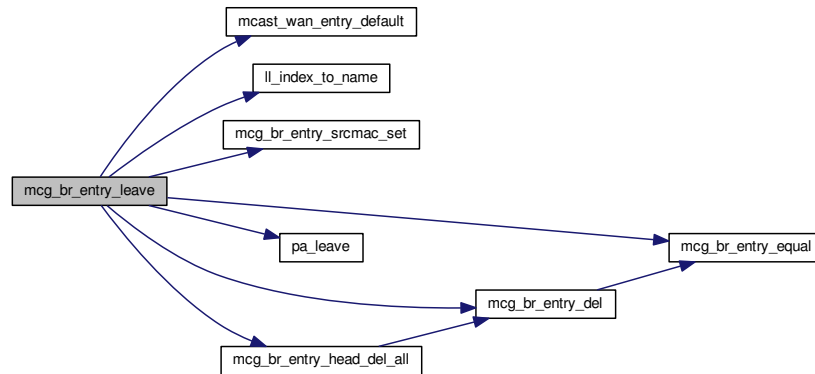 mcast_wan_entry_default
ll_index_to_name
mcg_br_entry_srcmac_set
mcg_br_entry_leave
pa_leave
mcg_br_entry_equal
mcg_br_entry_del
mcg_br_entry_head_del_all